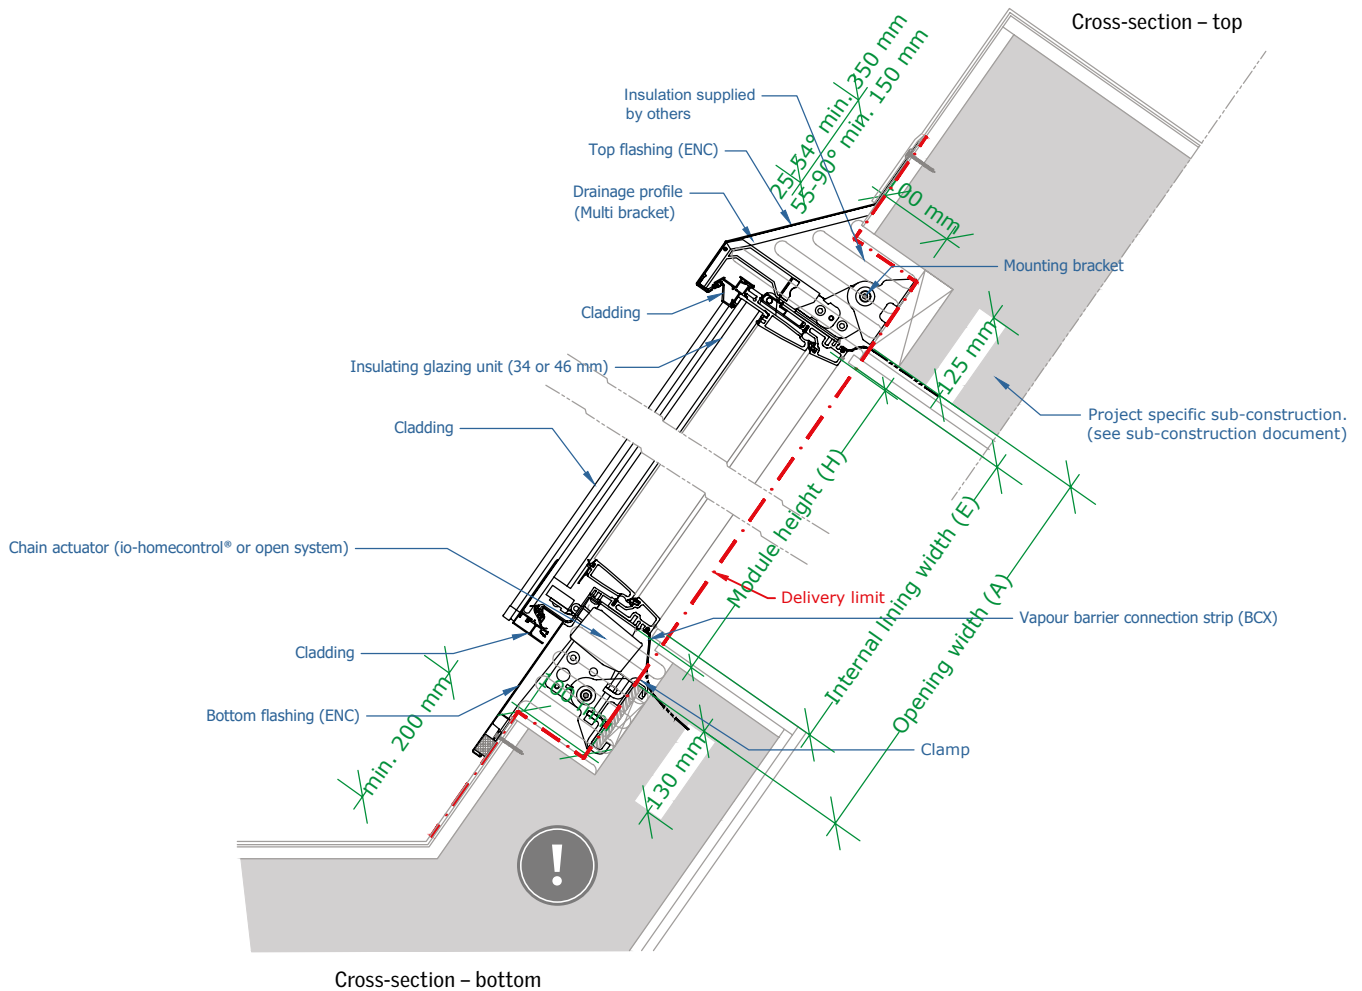 Cross-section – top
25-54° min. 350 mm
55-90° min. 150 mm
Insulation supplied
by others
Top flashing (ENC)
Drainage profile
(Multi bracket)
00 mm
Mounting bracket
Cladding
125 mm
Insulating glazing unit (34 or 46 mm)
Project specific sub-construction.
(see sub-construction document)
Cladding
Module height (H)
Internal lining width (E)
Opening width (A)
Chain actuator (io-homecontrol® or open system)
Delivery limit
Vapour barrier connection strip (BCX)
Cladding
min. 200 mm
Bottom flashing (ENC)
Clamp
130 mm
!
Cross-section – bottom